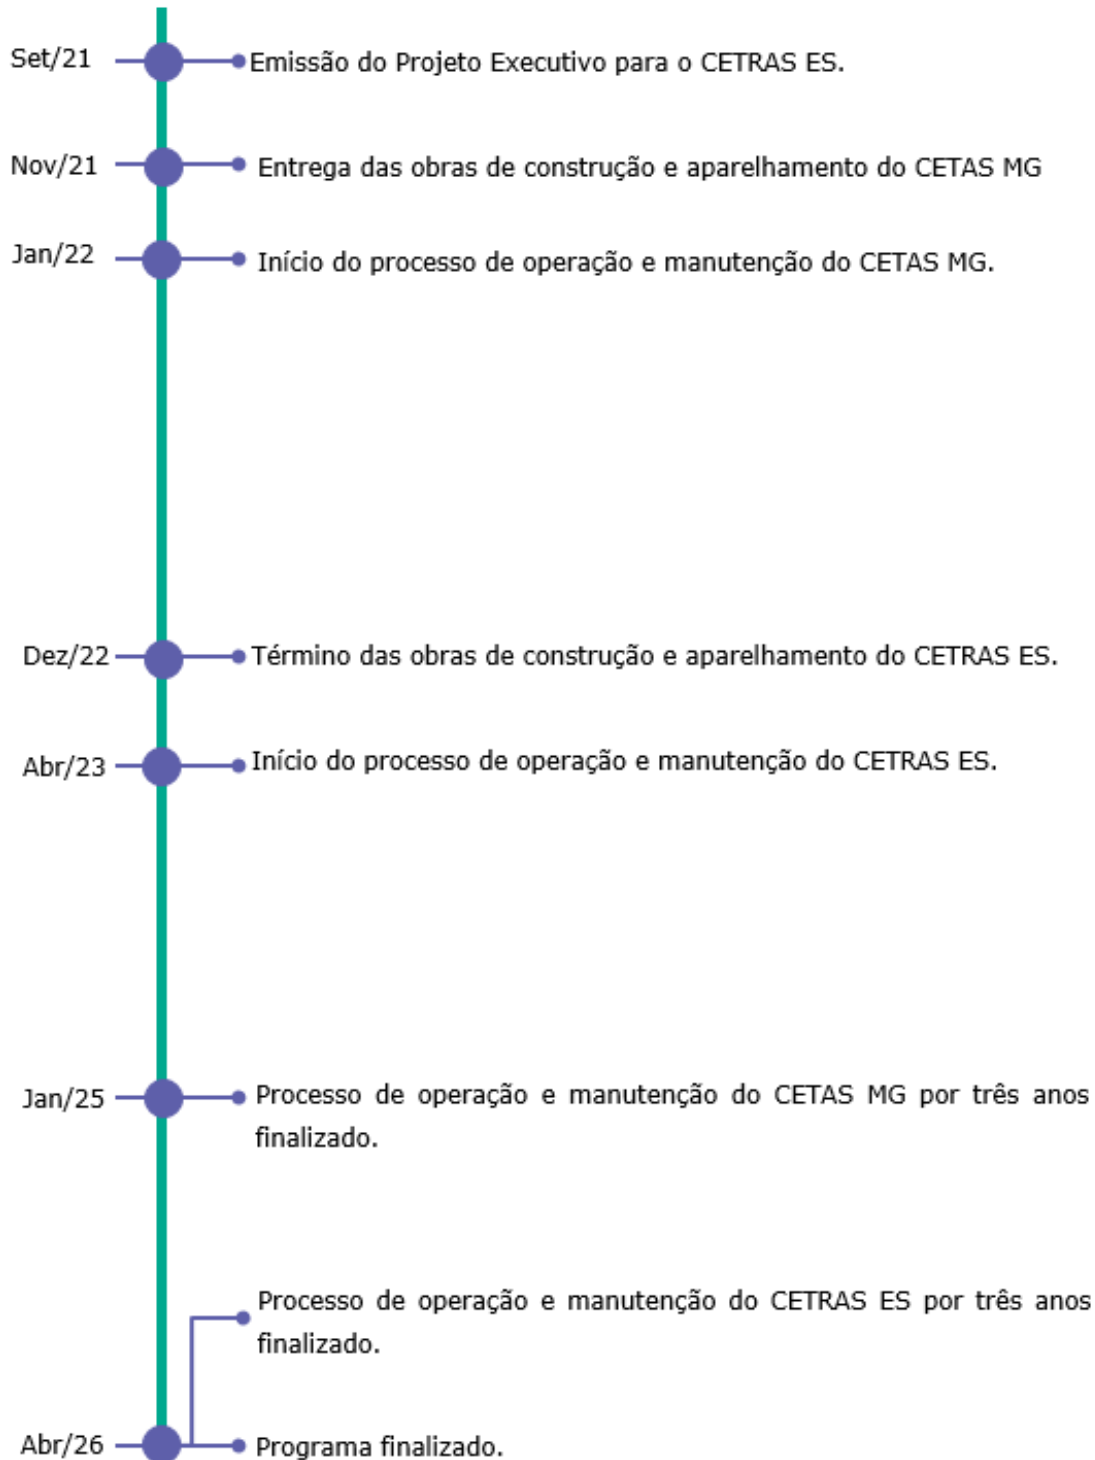 Set/21 Emissão do Projeto Executivo para o CETRAS ES.
Nov/21 Entrega das obras de construção e aparelhamento do CETAS MG
Jan/22 Início do processo de operação e manutenção do CETAS MG.
Dez/22 Término das obras de construção e aparelhamento do CETRAS ES.
Abr/23 Início do processo de operação e manutenção do CETRAS ES.
Jan/25 Processo de operação e manutenção do CETAS MG por três anos
finalizado.
Processo de operação e manutenção do CETRAS ES por três anos
finalizado.
Abr/26 Programa finalizado.